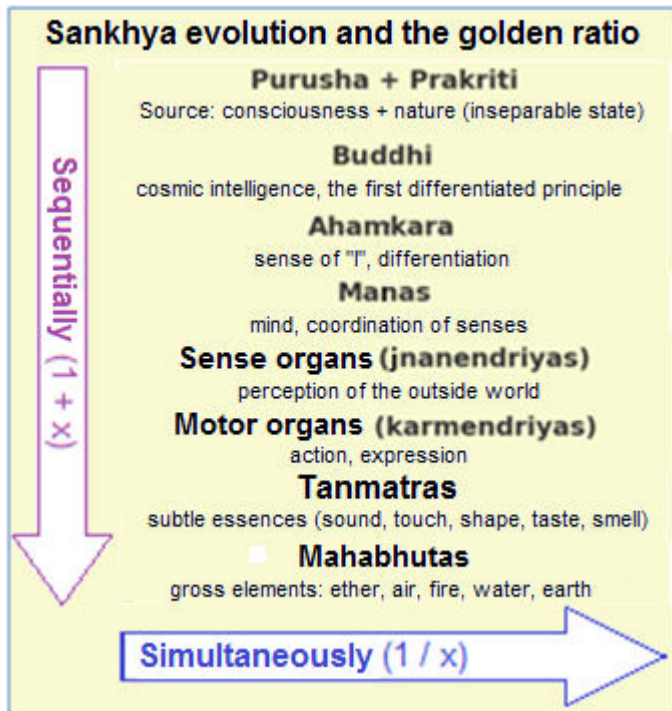 Sankhya evolution and the golden ratio
Purusha + Prakriti
Source: consciousness + nature (inseparable state)
Buddhi
cosmic intelligence, the first differentiated principle
Ahamkara
sense of "I", differentiation
Manas
mind, coordination of senses
Sense organs (jnanendriyas)
perception of the outside world
Motor organs (karmendriyas)
action, expression
Tanmatras
subtle essences (sound, touch, shape, taste, smell)
Mahabhutas
gross elements: ether, air, fire, water, earth
Sequentially (1 + x)
Simultaneously (1 / x)